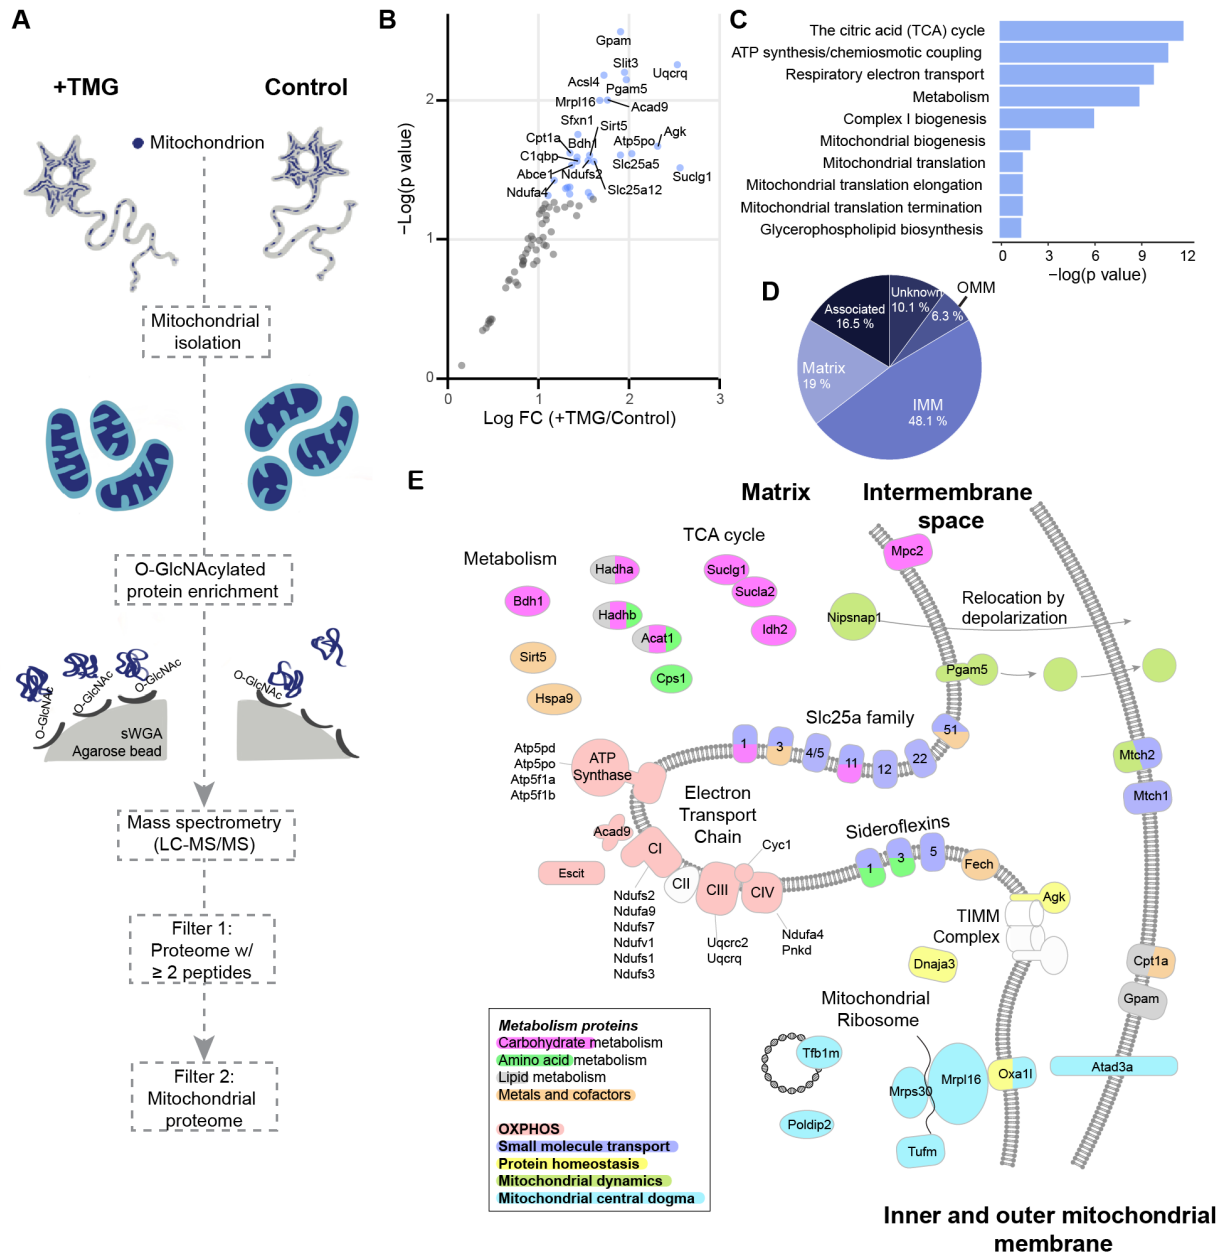 A
+TMG
Control
Mitochondrion
Mitochondrial
isolation
O-GlcNAcylated
protein enrichment
O-GlcNAc
O-GlcNAc
O-GlcNAc
O-GlcNAc
sWGA
Agarose bead
Mass spectrometry
(LC-MS/MS)
Filter 1:
Proteome w/
≥ 2 peptides
Filter 2:
Mitochondrial
proteome
B
−Log(p value)
2
1
0
Gpam
Slit3
Uqcrq
Acsl4
Pgam5
Mrpl16
Acad9
Sfxn1
Sirt5
Cpt1a
Bdh1
Atp5po
Agk
C1qbp
Slc25a5
Abce1
Ndufs2
Suclg1
Ndufa4
Slc25a12
0
1
2
3
Log FC (+TMG/Control)
C
The citric acid (TCA) cycle
ATP synthesis/chemiosmotic coupling
Respiratory electron transport
Metabolism
Complex I biogenesis
Mitochondrial biogenesis
Mitochondrial translation
Mitochondrial translation elongation
Mitochondrial translation termination
Glycerophospholipid biosynthesis
0
3
6
9
12
−log(p value)
D
Unknown
10.1 %
OMM
6.3 %
Associated
16.5 %
Matrix
19 %
IMM
48.1 %
E
Matrix
Intermembrane
space
Metabolism
TCA cycle
Bdh1
Hadha
Hadhb
Acat1
Cps1
Sirt5
Hspa9
Suclg1
Sucla2
Idh2
Mpc2
Nipsnap1
Relocation by
depolarization
Pgam5
Slc25a family
1
3
4/5
11
12
22
51
Mtch2
Mtch1
Atp5pd
Atp5po
Atp5f1a
Atp5f1b
ATP
Synthase
Electron
Transport
Chain
Acad9
Escit
CI
CII
CIII
CIV
Cyc1
Ndufs2
Ndufa9
Ndufs7
Ndufv1
Ndufs1
Ndufs3
Uqcrc2
Uqcrq
Ndufa4
Pnkd
Sideroflexins
1
3
5
Fech
Agk
TIMM
Complex
Dnaja3
Cpt1a
Gpam
Mitochondrial
Ribosome
Tfb1m
Poldip2
Mrps30
Mrpl16
Tufm
Oxa1l
Atad3a
Metabolism proteins
Carbohydrate metabolism
Amino acid metabolism
Lipid metabolism
Metals and cofactors
OXPHOS
Small molecule transport
Protein homeostasis
Mitochondrial dynamics
Mitochondrial central dogma
Inner and outer mitochondrial
membrane